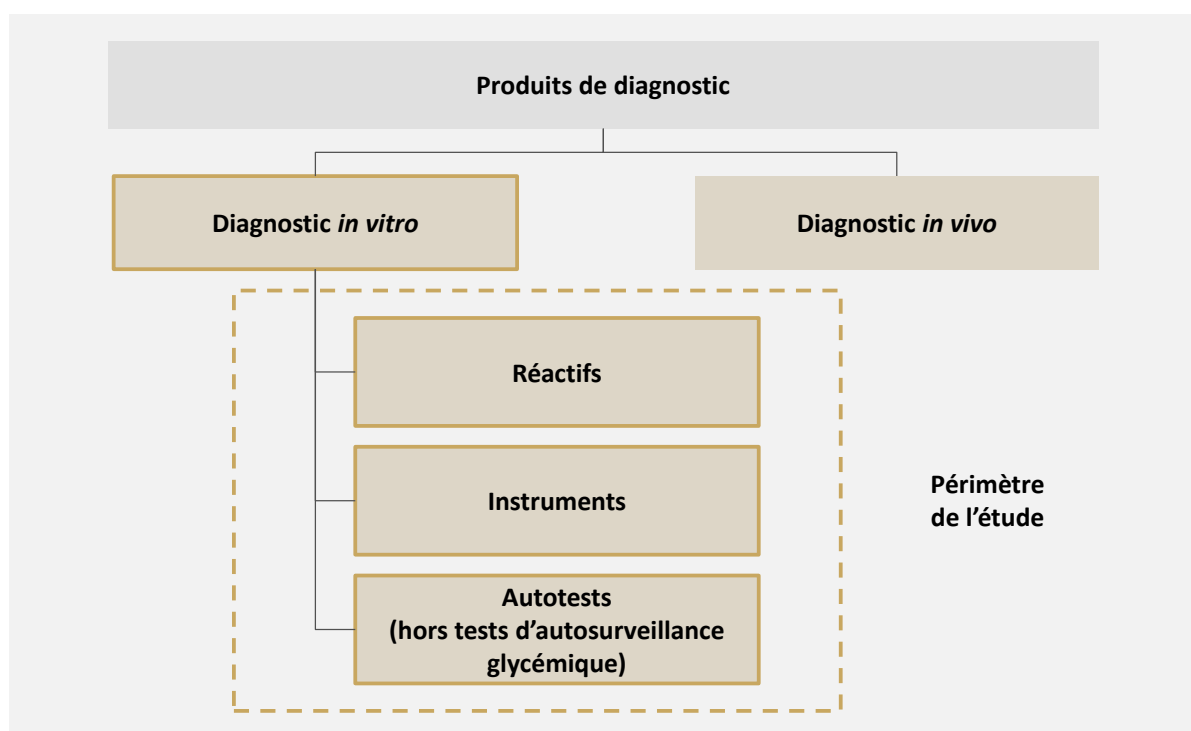 Produits de diagnostic
Diagnostic in vitro
Diagnostic in vivo
Réactifs
Instruments
Périmètre
de l’étude
Autotests
(hors tests d’autosurveillance
glycémique)